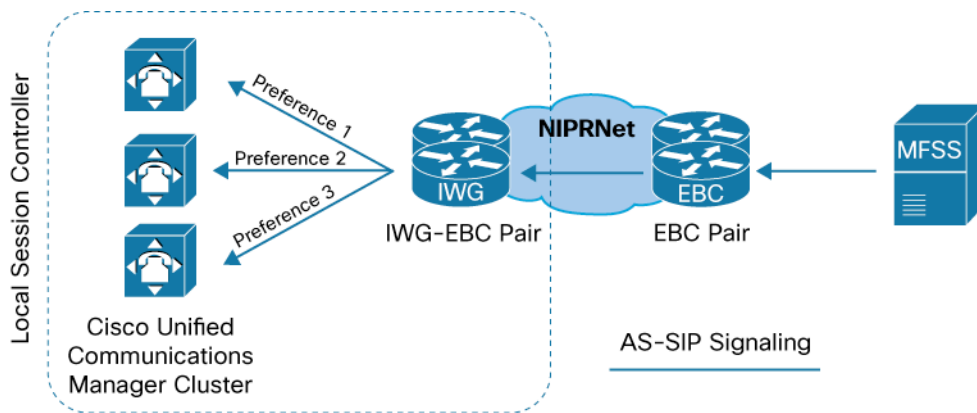 Local Session Controller
Preference 1
Preference 2
Preference 3
Cisco Unified
Communications
Manager Cluster
IWG
IWG-EBC Pair
NIPRNet
EBC
EBC Pair
MFSS
AS-SIP Signaling